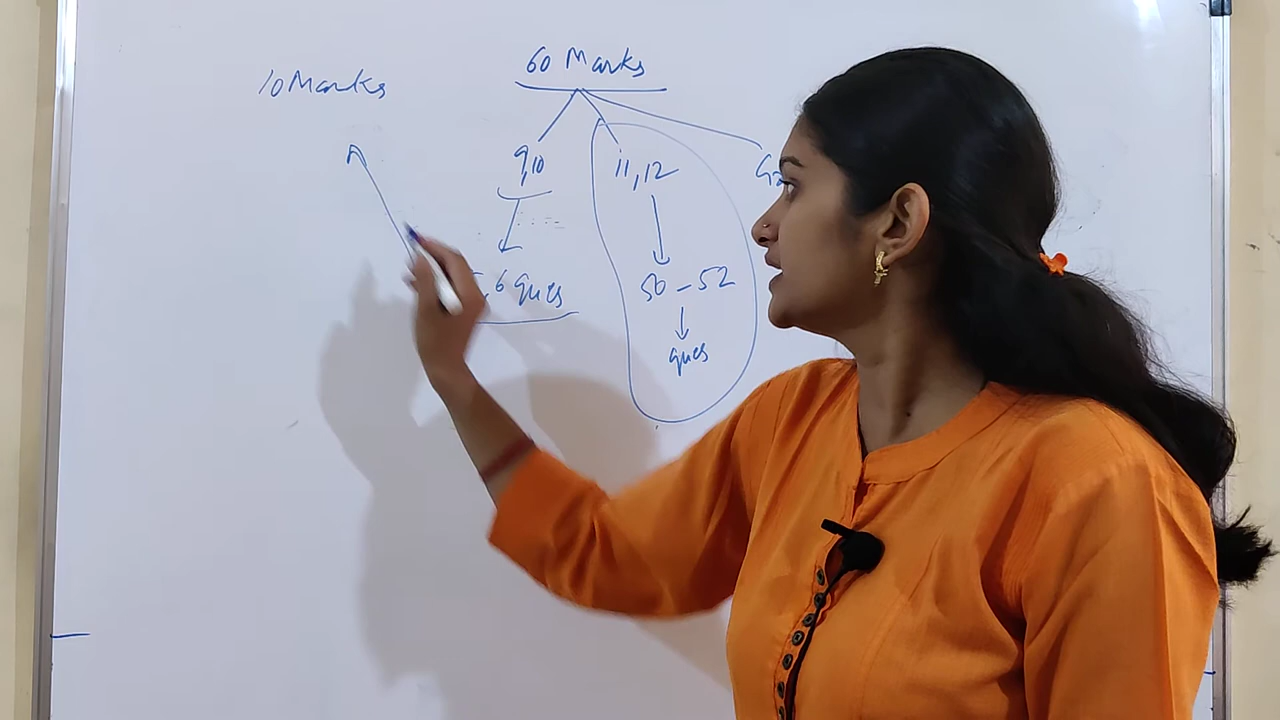 60 Marks
10 Marks
9,10
11,12
6 ques
50 - 52
ques